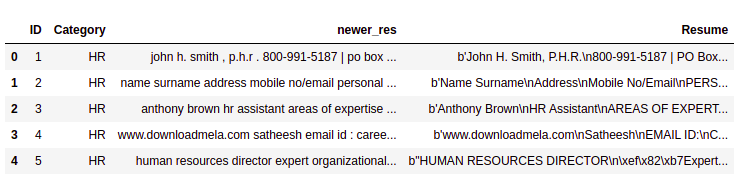 ID Category newer_res Resume
0 1 HR john h. smith , p.h.r . 800-991-5187 | po box ... b'John H. Smith, P.H.R.\n800-991-5187 | PO Box...
1 2 HR name surname address mobile no/email personal ... b'Name Surname\nAddress\nMobile No/Email\nPERS...
2 3 HR anthony brown hr assistant areas of expertise ... b'Anthony Brown\nHR Assistant\nAREAS OF EXPERT...
3 4 HR www.downloadmela.com satheesh email id : caree... b'www.downloadmela.com\nSatheesh\nEMAIL ID:\nC...
4 5 HR human resources director expert organizational... b"HUMAN RESOURCES DIRECTOR\n\xef\x82\xb7Expert...